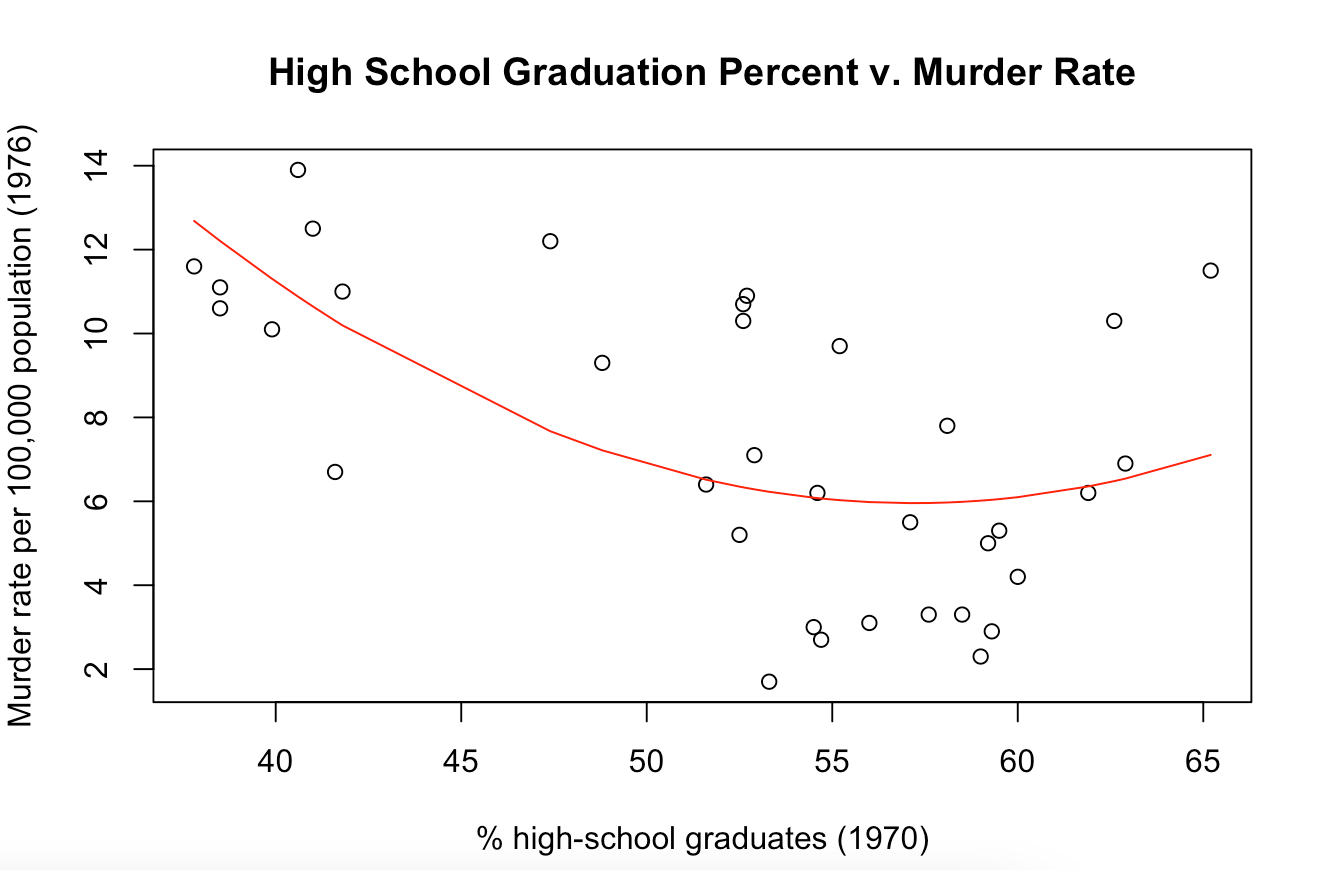 High School Graduation Percent v. Murder Rate
Murder rate per 100,000 population (1976)
14
12
10
8
6
4
2
40 45 50 55 60 65
% high-school graduates (1970)